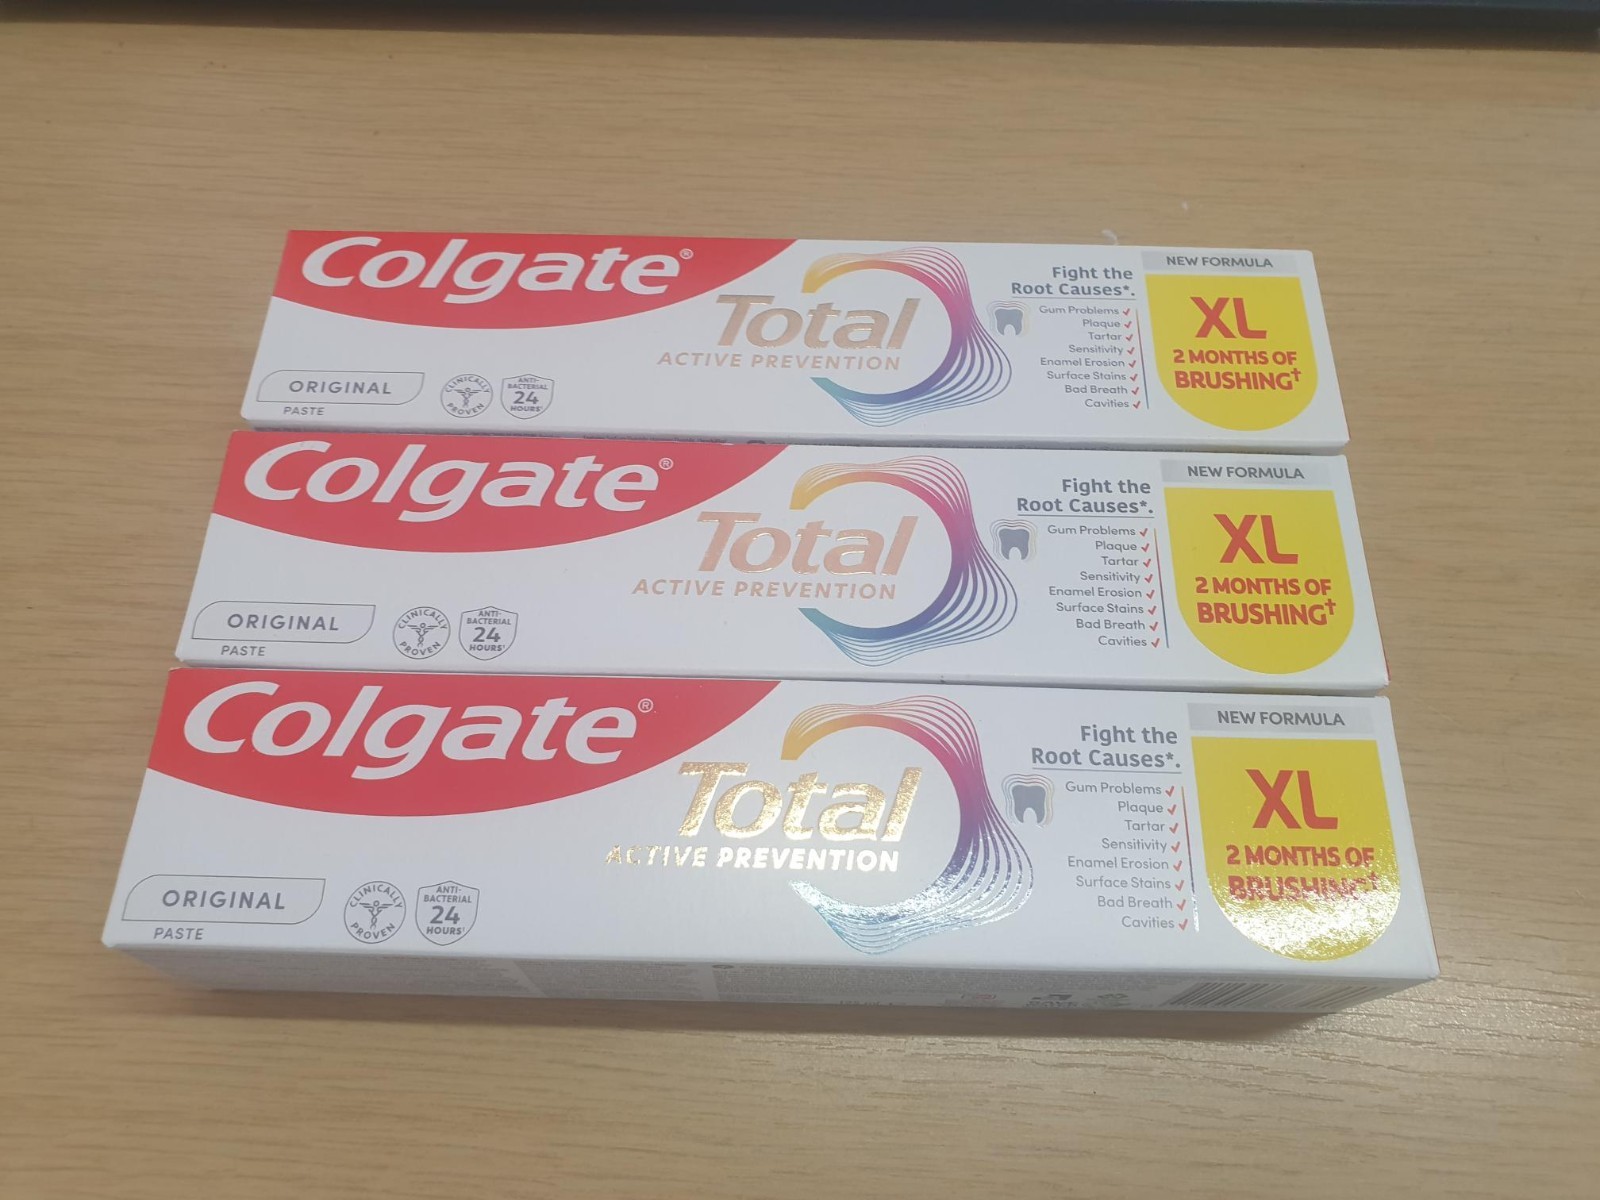 Colgate®
Total
ACTIVE PREVENTION
ORIGINAL
PASTE
CLINICALLY PROVEN
ANTI-
BACTERIAL
24
HOURS†
Fight the
Root Causes*.
Gum Problems ✓
Plaque ✓
Tartar ✓
Sensitivity ✓
Enamel Erosion ✓
Surface Stains ✓
Bad Breath ✓
Cavities ✓
NEW FORMULA
XL
2 MONTHS OF
BRUSHING†
Colgate®
Total
ACTIVE PREVENTION
ORIGINAL
PASTE
CLINICALLY PROVEN
ANTI-
BACTERIAL
24
HOURS†
Fight the
Root Causes*.
Gum Problems ✓
Plaque ✓
Tartar ✓
Sensitivity ✓
Enamel Erosion ✓
Surface Stains ✓
Bad Breath ✓
Cavities ✓
NEW FORMULA
XL
2 MONTHS OF
BRUSHING†
Colgate®
Total
ACTIVE PREVENTION
ORIGINAL
PASTE
CLINICALLY PROVEN
ANTI-
BACTERIAL
24
HOURS†
Fight the
Root Causes*.
Gum Problems ✓
Plaque ✓
Tartar ✓
Sensitivity ✓
Enamel Erosion ✓
Surface Stains ✓
Bad Breath ✓
Cavities ✓
NEW FORMULA
XL
2 MONTHS OF
BRUSHING†